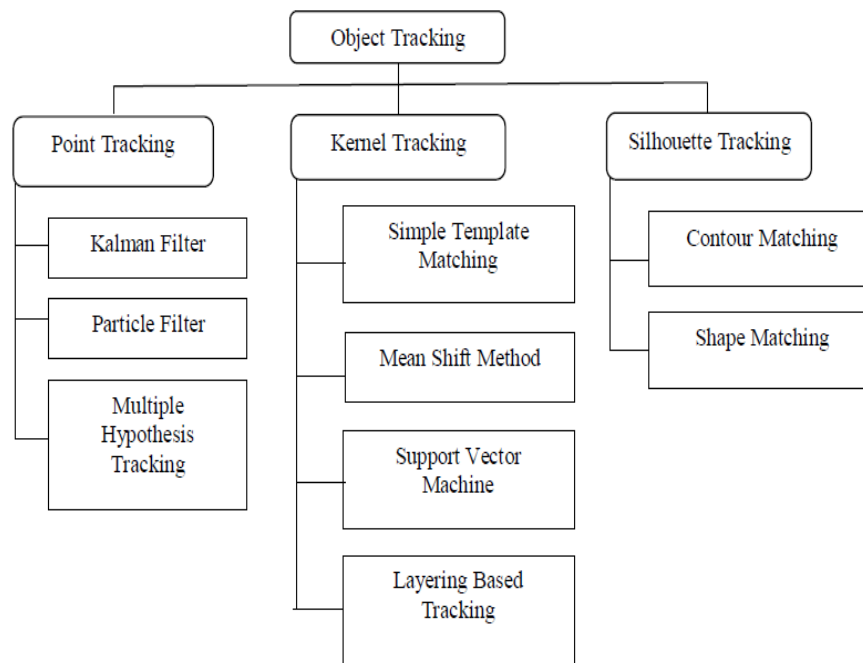 Object Tracking
Point Tracking
Kalman Filter
Particle Filter
Multiple
Hypothesis
Tracking
Kernel Tracking
Simple Template
Matching
Mean Shift Method
Support Vector
Machine
Layering Based
Tracking
Silhouette Tracking
Contour Matching
Shape Matching